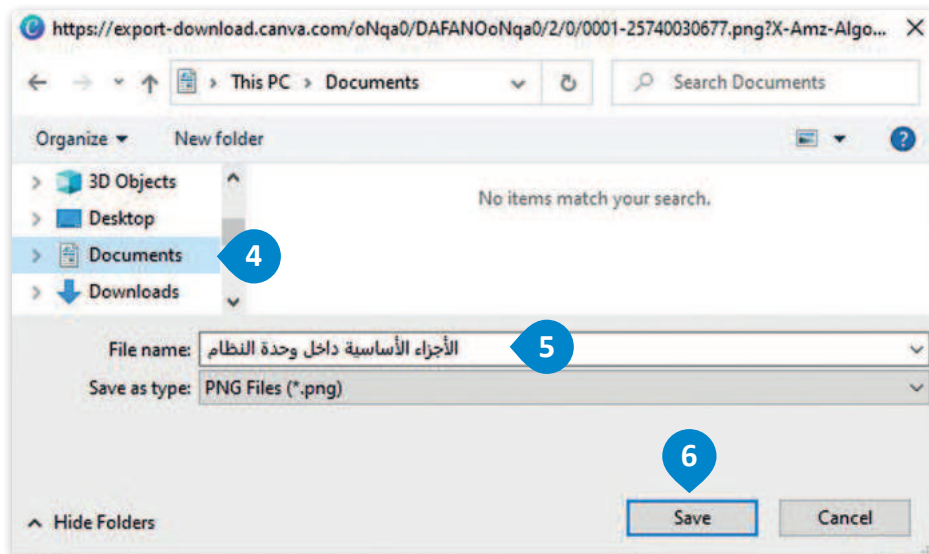 https://export-download.canva.com/oNqa0/DAFANOoNqa0/2/0/0001-25740030677.png?X-Amz-Algo...
This PC > Documents
Search Documents
Organize
New folder
?
3D Objects
Desktop
Documents
Downloads
4
No items match your search.
File name: الأجزاء الأساسية داخل وحدة النظام
5
Save as type: PNG Files (*.png)
6
Hide Folders
Save
Cancel